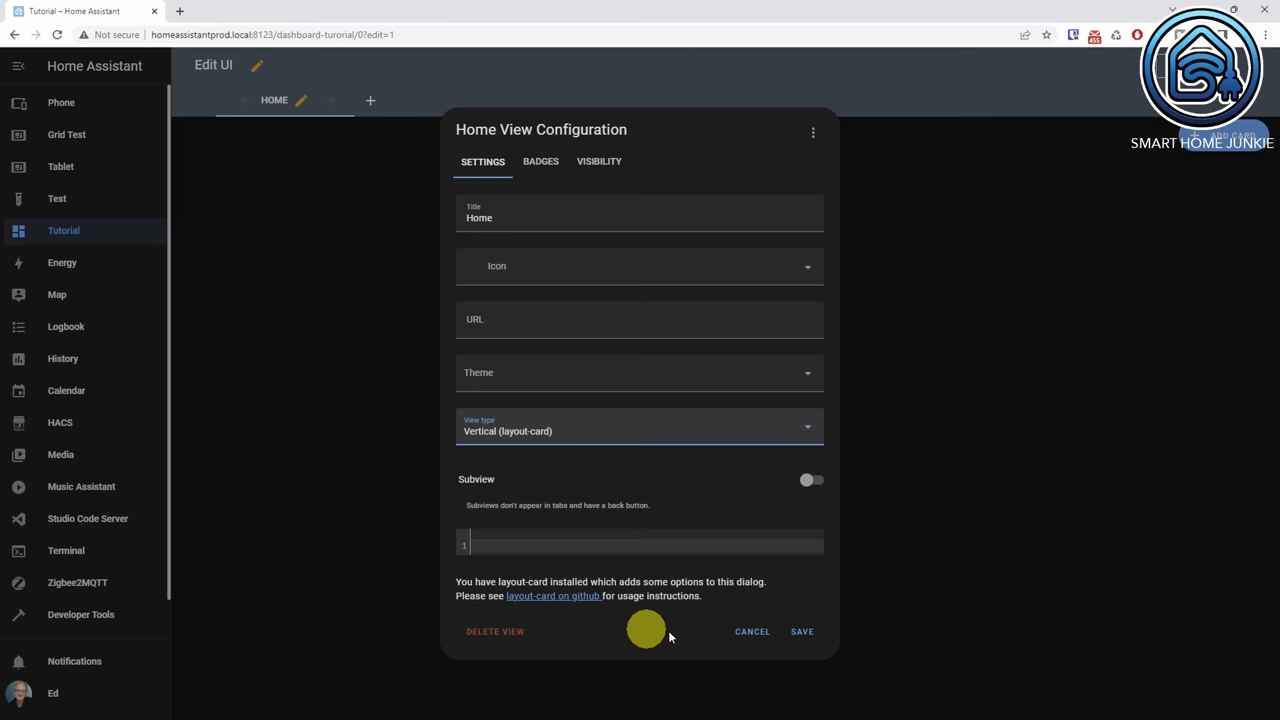 Tutorial – Home Assistant
Not secure
homeassistantprod.local:8123/dashboard-turorial/0?edit=1
455
Home Assistant
Edit UI
HOME
ADD CARD
SMART HOME JUNKIE
Phone
Grid Test
Tablet
Test
Tutorial
Energy
Map
Logbook
History
Calendar
HACS
Media
Music Assistant
Studio Code Server
Terminal
Zigbee2MQTT
Developer Tools
Notifications
Ed
Home View Configuration
SETTINGS BADGES VISIBILITY
Title
Home
Icon
URL
Theme
View type
Vertical (layout-card)
Subview
Subviews don't appear in tabs and have a back button.
1
You have layout-card installed which adds some options to this dialog.
Please see layout-card on github for usage instructions.
DELETE VIEW CANCEL SAVE